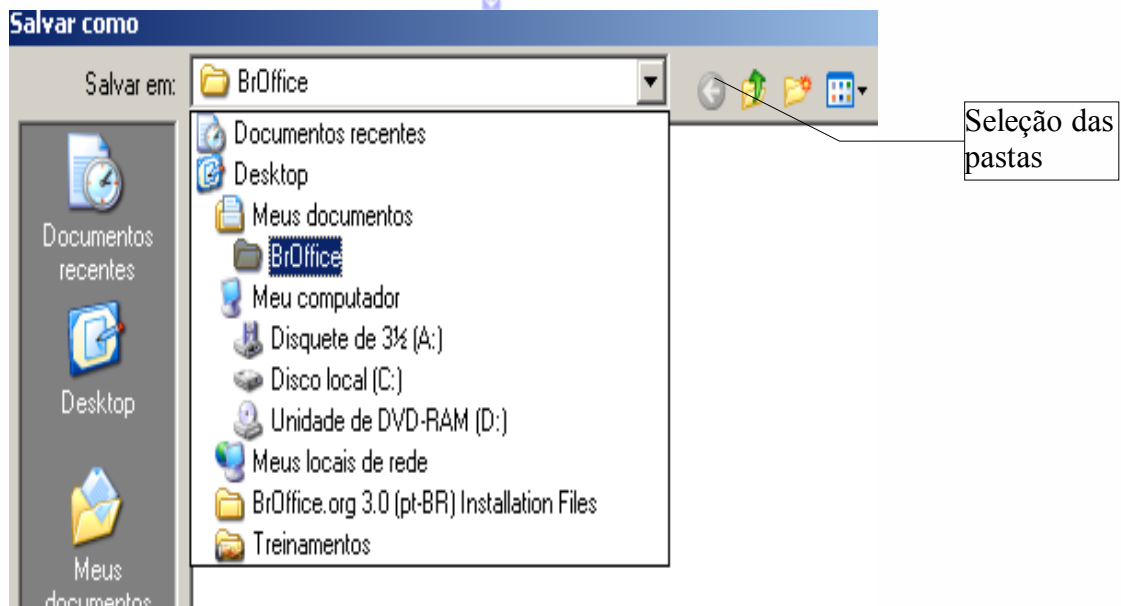 Salvar como
Salvar em: BrOffice
Documentos recentes
Desktop
Meus documentos
BrOffice
Meu computador
Disquete de 3½ (A:)
Disco local (C:)
Unidade de DVD-RAM (D:)
Meus locais de rede
BrOffice.org 3.0 (pt-BR) Installation Files
Treinamentos
Documentos
recentes
Desktop
Meus
documentos
Seleção das
pastas